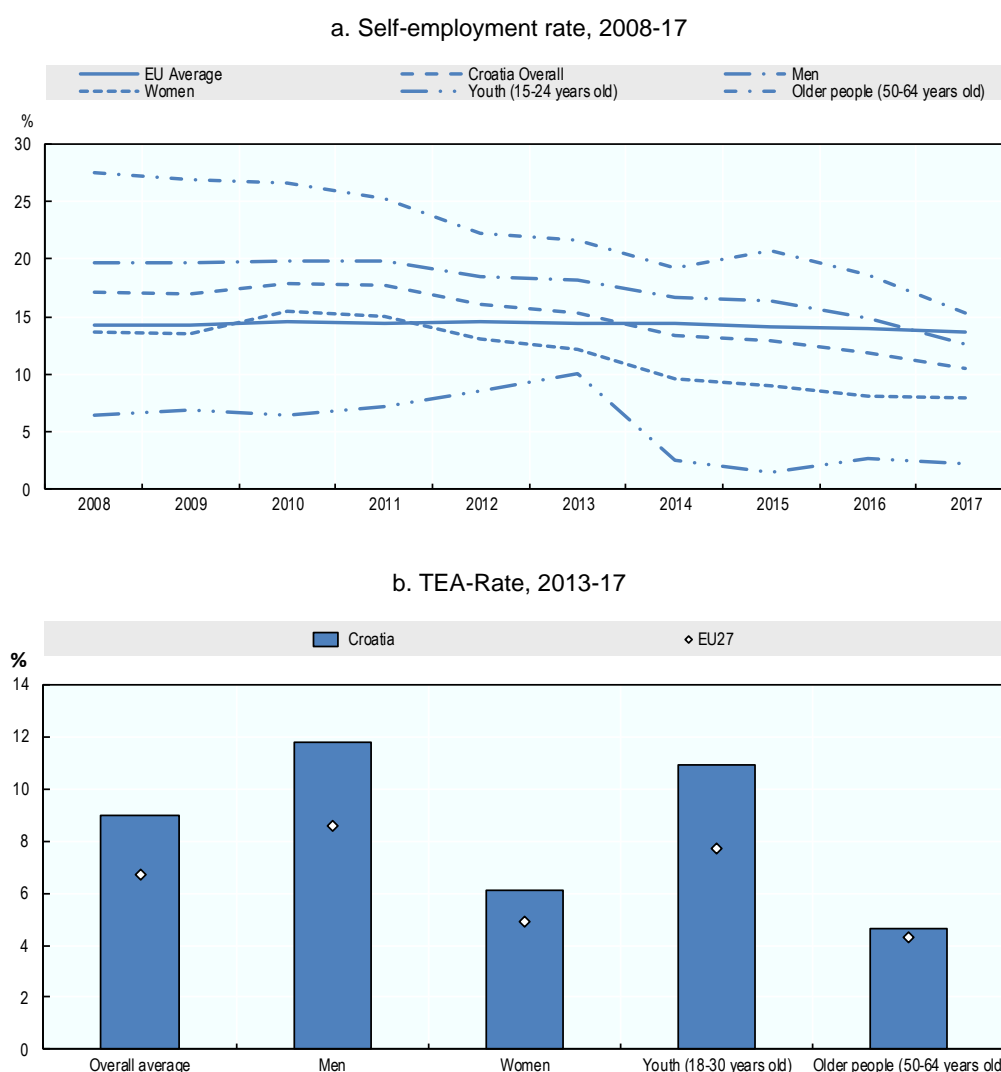 a. Self-employment rate, 2008-17
EU Average Croatia Overall Men
Women Youth (15-24 years old) Older people (50-64 years old)
%
30
25
20
15
10
5
0
2008 2009 2010 2011 2012 2013 2014 2015 2016 2017
b. TEA-Rate, 2013-17
Croatia EU27
%
14
12
10
8
6
4
2
0
Overall average Men Women Youth (18-30 years old) Older people (50-64 years old